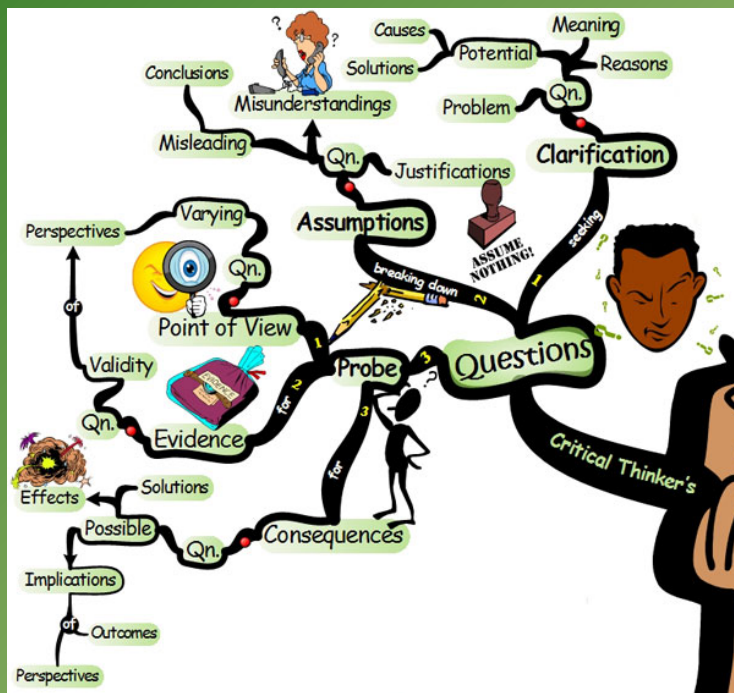 Critical Thinker's
Questions
1
seeking
Clarification
Qn.
Problem
Potential
Causes
Solutions
Meaning
Reasons
2
breaking down
Assumptions
Qn.
Justifications
Misunderstandings
Misleading
Conclusions
?
?
ASSUME
NOTHING!
3
Probe
1
Point of View
Qn.
Varying
Perspectives
2
for
Evidence
EVIDENCE
Qn.
Validity
of
3
for
Consequences
Qn.
Possible
Solutions
Effects
Implications
of
Outcomes
Perspectives
?